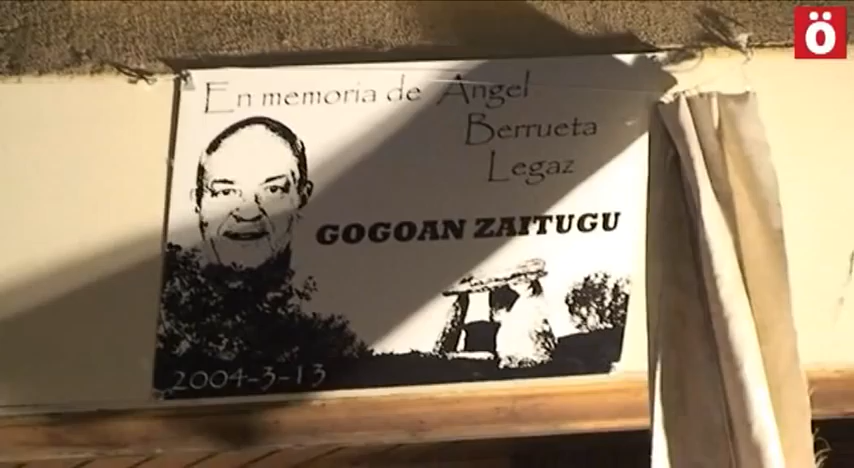 Ö
En memoria de Angel
Berrueta
Legaz
GOGOAN ZAITUGU
2004-3-13